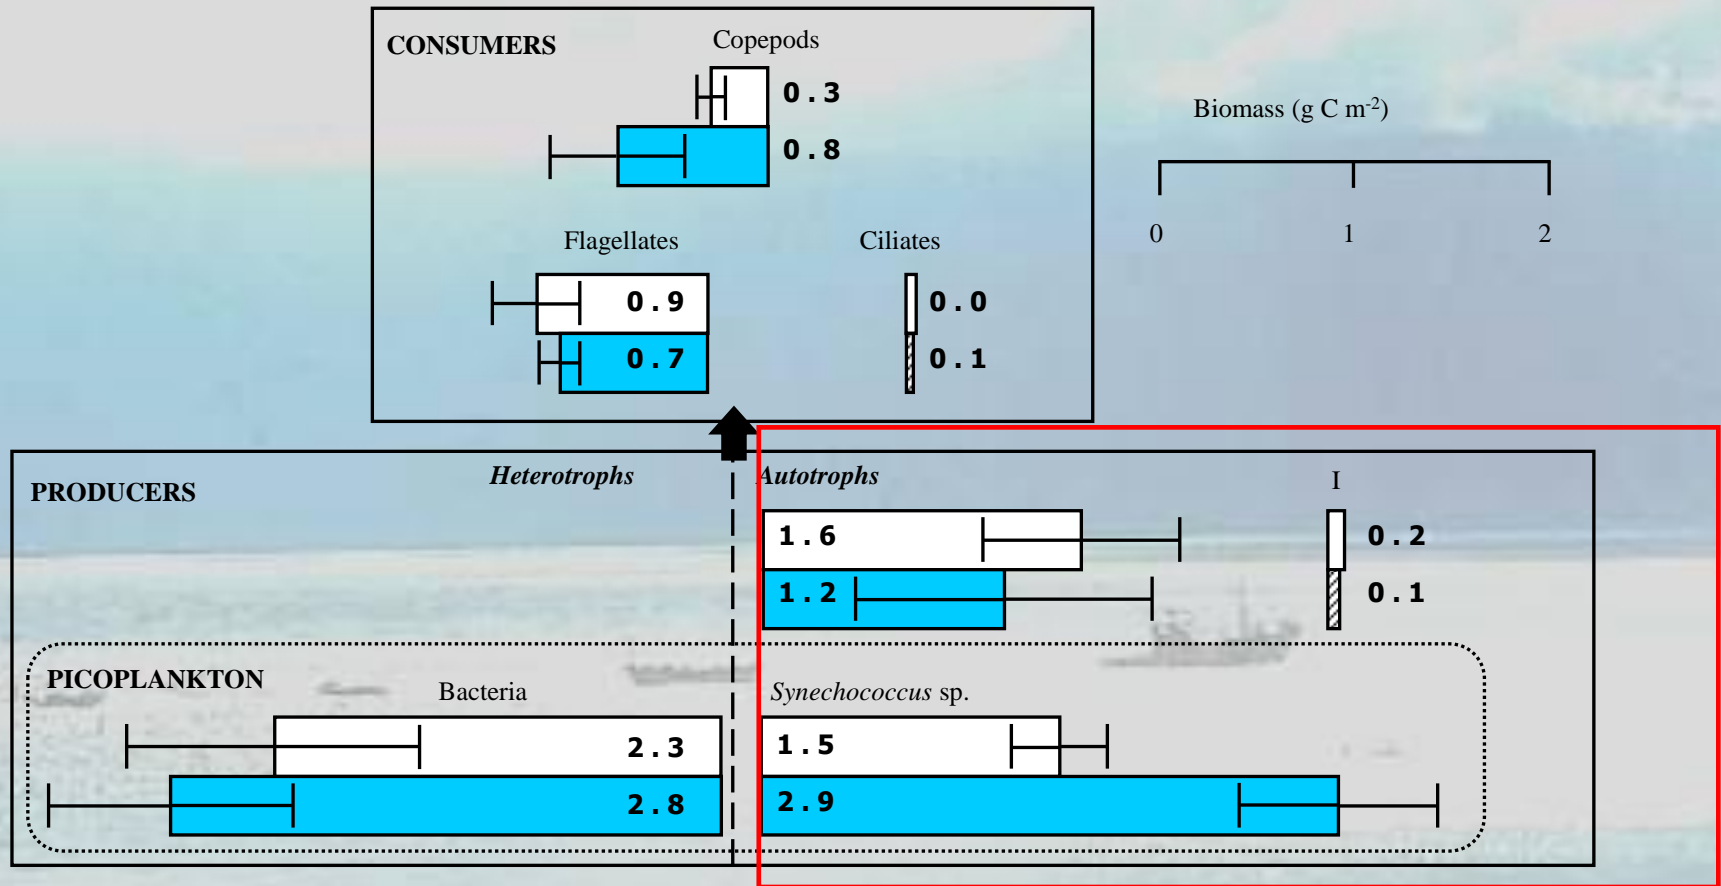 CONSUMERS
Copepods
0.3
0.8
Biomass (g C m-2)
0 1 2
Flagellates
Ciliates
0.9
0.0
0.7
0.1
PRODUCERS
Heterotrophs
Autotrophs
I
1.6
0.2
1.2
0.1
PICOPLANKTON
Bacteria
Synechococcus sp.
2.3
1.5
2.8
2.9